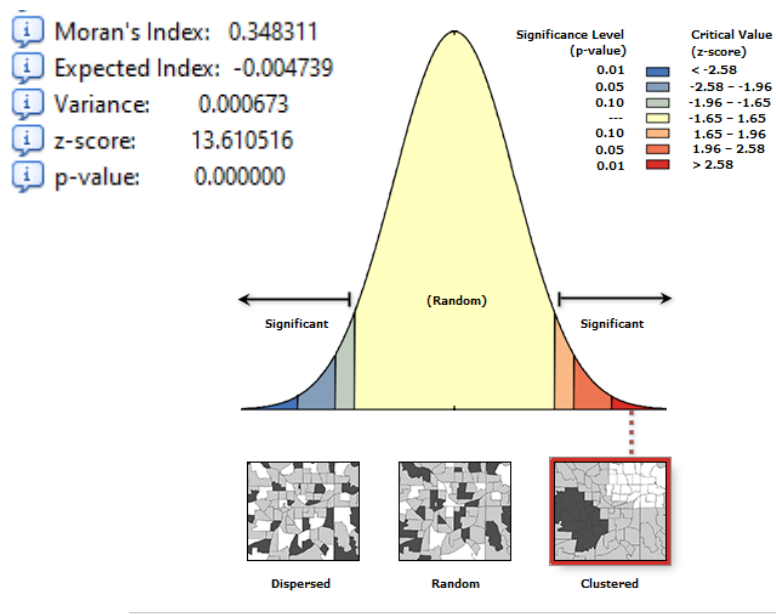 Moran's Index: 0.348311
Expected Index: -0.004739
Variance: 0.000673
z-score: 13.610516
p-value: 0.000000
Significance Level Critical Value
(p-value) (z-score)
0.01 < -2.58
0.05 -2.58 – -1.96
0.10 -1.96 – -1.65
--- -1.65 – 1.65
0.10 1.65 – 1.96
0.05 1.96 – 2.58
0.01 > 2.58
(Random)
Significant Significant
Dispersed Random Clustered